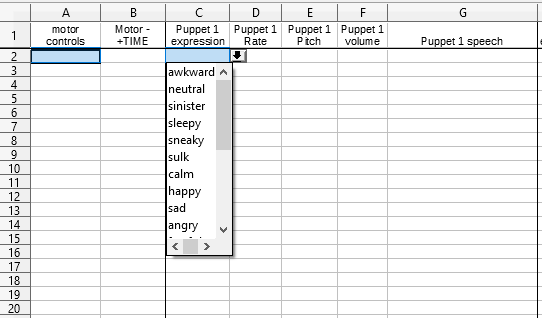 A B C D E F G
1 motor controls Motor - +TIME Puppet 1 expression Puppet 1 Rate Puppet 1 Pitch Puppet 1 volume Puppet 1 speech
2
3 awkward
4 neutral
5 sinister
6 sleepy
7 sneaky
8 sulk
9 calm
10 happy
11 sad
12 angry
13
14
15
16
17
18
19
20